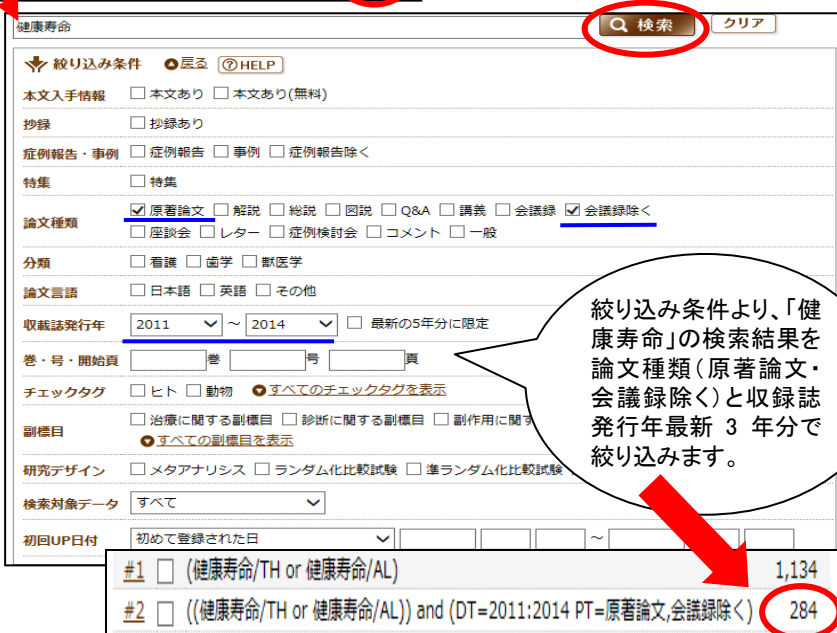 健康寿命 検索 クリア
絞り込み条件 戻る ?HELP
本文入手情報 本文あり 本文あり(無料)
抄録 抄録あり
症例報告・事例 症例報告 事例 症例報告除く
特集 特集
論文種類 原著論文 解説 総説 図説 Q&A 講義 会議録 会議録除く
座談会 レター 症例検討会 コメント 一般
分類 看護 歯学 獣医学
論文言語 日本語 英語 その他
収載誌発行年 2011 ～ 2014 最新の5年分に限定
巻・号・開始頁 巻 号 頁
チェックタグ ヒト 動物 すべてのチェックタグを表示
副標目 治療に関する副標目 診断に関する副標目 副作用に関す
すべての副標目を表示
研究デザイン メタアナリシス ランダム化比較試験 準ランダム化比較試験
検索対象データ すべて
初回UP日付 初めて登録された日 ～
絞り込み条件より、「健
康寿命」の検索結果を
論文種類(原著論文・
会議録除く)と収録誌
発行年最新 3 年分で
絞り込みます。
#1 (健康寿命/TH or 健康寿命/AL) 1,134
#2 ((健康寿命/TH or 健康寿命/AL)) and (DT=2011:2014 PT=原著論文,会議録除く) 284